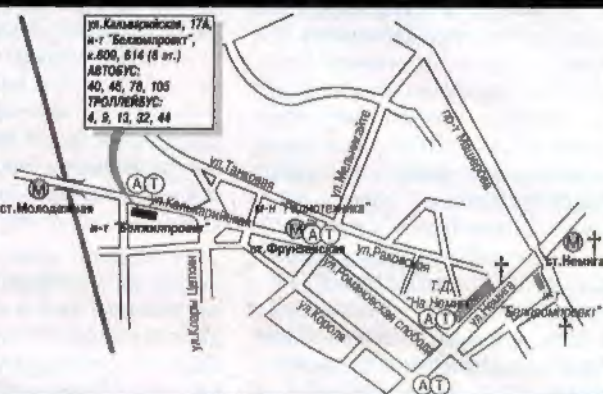 ул.Кальварийская, 17А,
и-т "Белжилпроект",
к.609, 614 (6 эт.)
АВТОБУС:
40, 46, 78, 105
ТРОЛЛЕЙБУС:
4, 9, 13, 32, 44
М
ст.Молодежная
А Т
и-т "Белжилпроект"
ул.Кальварийская
ул.Танковая
ул.Мельникайте
пр-т Машерова
м-н "Радиотехника"
М
А Т
ст.Фрунзенская
ул.Раковская
ул.Романовская слобода
ул.Короля
ул.Клары Цеткин
Т.Д.
"На Немиге"
А Т
ул.Немига
М
ст.Немига
и-т
"Белпромпроект"
А Т